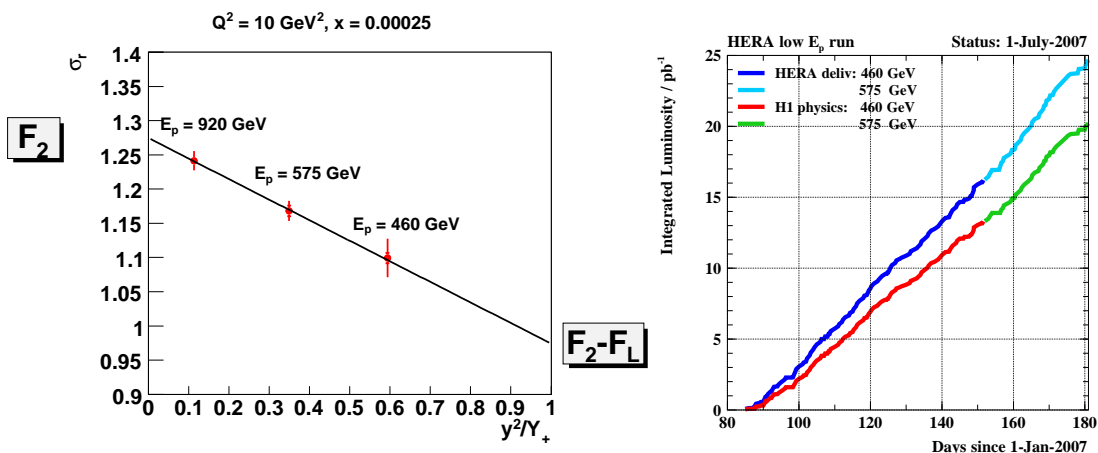 Q² = 10 GeV², x = 0.00025
σᵣ
1.4
1.35
1.3
1.25
1.2
1.15
1.1
1.05
1
0.95
0.9
F₂
Eₚ = 920 GeV
Eₚ = 575 GeV
Eₚ = 460 GeV
F₂-F_L
0 0.1 0.2 0.3 0.4 0.5 0.6 0.7 0.8 0.9 1
y²/Y₊
HERA low Eₚ run Status: 1-July-2007
Integrated Luminosity / pb⁻¹
25
20
15
10
5
0
HERA deliv: 460 GeV
575 GeV
H1 physics: 460 GeV
575 GeV
80 100 120 140 160 180
Days since 1-Jan-2007